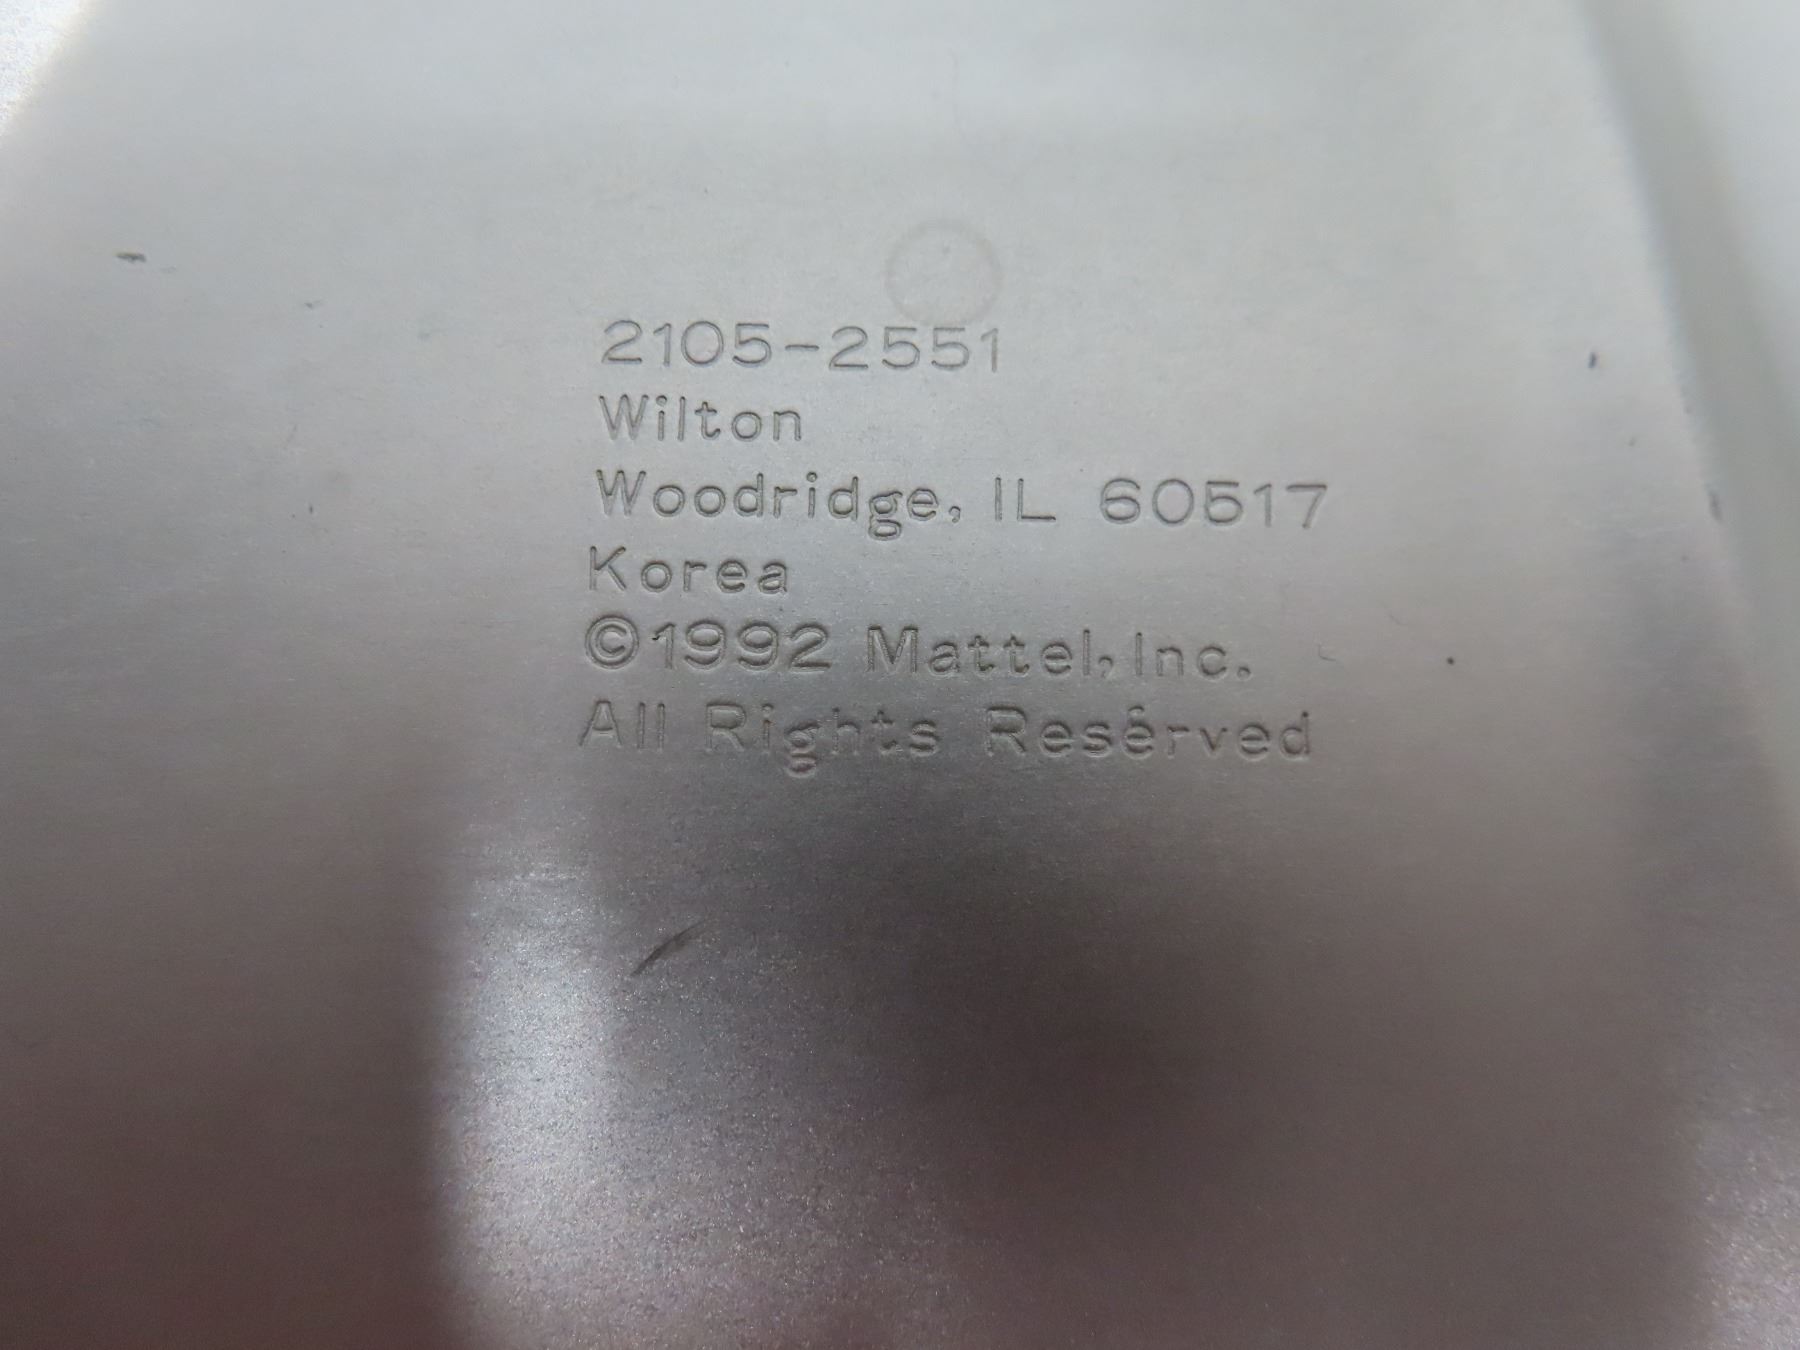 2105-2551
Wilton
Woodridge, IL 60517
Korea
©1992 Mattel, Inc.
All Rights Reserved